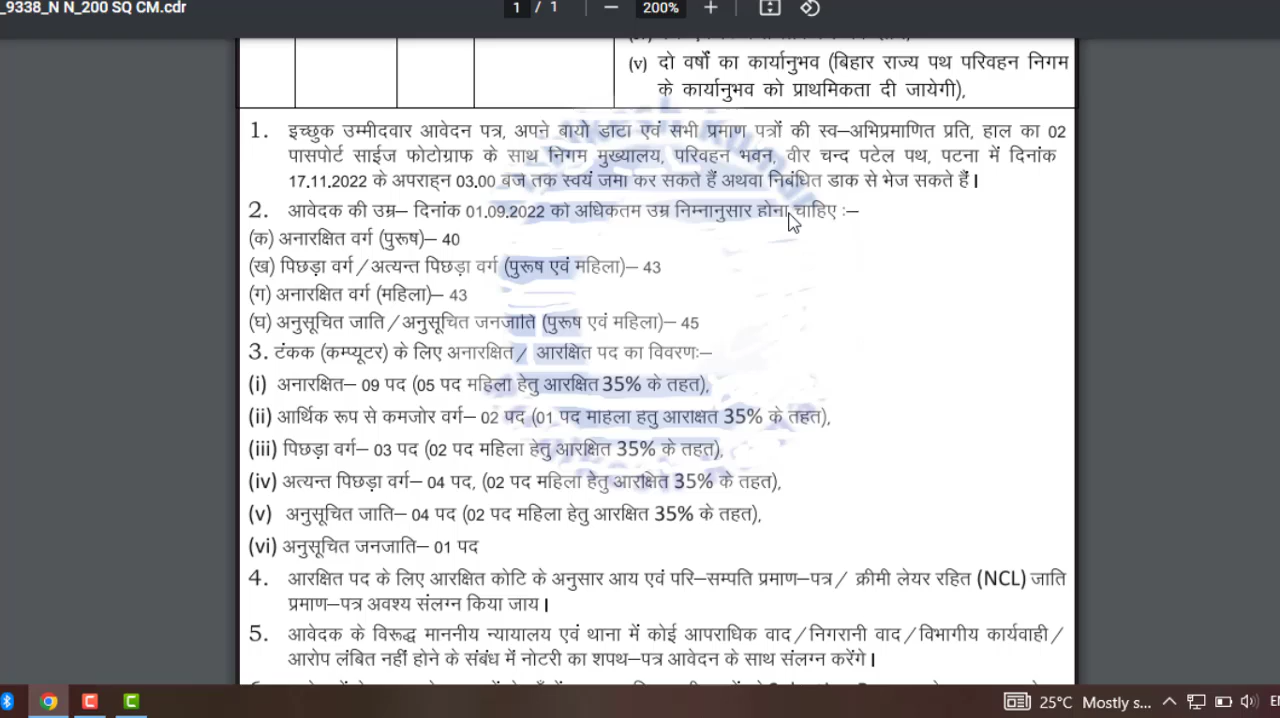 _9338_N N_200 SQ CM.cdr
1 / 1
200%
(v) दो वर्षों का कार्यानुभव (बिहार राज्य पथ परिवहन निगम
के कार्यानुभव को प्राथमिकता दी जायेगी),
1. इच्छुक उम्मीदवार आवेदन पत्र, अपने बायो डाटा एवं सभी प्रमाण पत्रों की स्व–अभिप्रमाणित प्रति, हाल का 02
पासपोर्ट साईज फोटोग्राफ के साथ निगम मुख्यालय, परिवहन भवन, वीर चन्द पटेल पथ, पटना में दिनांक
17.11.2022 के अपराह्न 03.00 बजे तक स्वयं जमा कर सकते हैं अथवा निबंधित डाक से भेज सकते हैं।
2. आवेदक की उम्र– दिनांक 01.09.2022 को अधिकतम उम्र निम्नानुसार होना चाहिए :–
(क) अनारक्षित वर्ग (पुरूष)– 40
(ख) पिछड़ा वर्ग/अत्यन्त पिछड़ा वर्ग (पुरूष एवं महिला)– 43
(ग) अनारक्षित वर्ग (महिला)– 43
(घ) अनुसूचित जाति/अनुसूचित जनजाति (पुरूष एवं महिला)– 45
3. टंकक (कम्प्यूटर) के लिए अनारक्षित/ आरक्षित पद का विवरणः–
(i) अनारक्षित– 09 पद (05 पद महिला हेतु आरक्षित 35% के तहत),
(ii) आर्थिक रूप से कमजोर वर्ग– 02 पद (01 पद महिला हेतु आरक्षित 35% के तहत),
(iii) पिछड़ा वर्ग– 03 पद (02 पद महिला हेतु आरक्षित 35% के तहत),
(iv) अत्यन्त पिछड़ा वर्ग– 04 पद, (02 पद महिला हेतु आरक्षित 35% के तहत),
(v) अनुसूचित जाति– 04 पद (02 पद महिला हेतु आरक्षित 35% के तहत),
(vi) अनुसूचित जनजाति– 01 पद
4. आरक्षित पद के लिए आरक्षित कोटि के अनुसार आय एवं परि–सम्पति प्रमाण–पत्र/ क्रीमी लेयर रहित (NCL) जाति
प्रमाण–पत्र अवश्य संलग्न किया जाय।
5. आवेदक के विरूद्ध माननीय न्यायालय एवं थाना में कोई आपराधिक वाद/निगरानी वाद/विभागीय कार्यवाही/
आरोप लंबित नहीं होने के संबंध में नोटरी का शपथ–पत्र आवेदन के साथ संलग्न करेंगे।
25°C Mostly s...